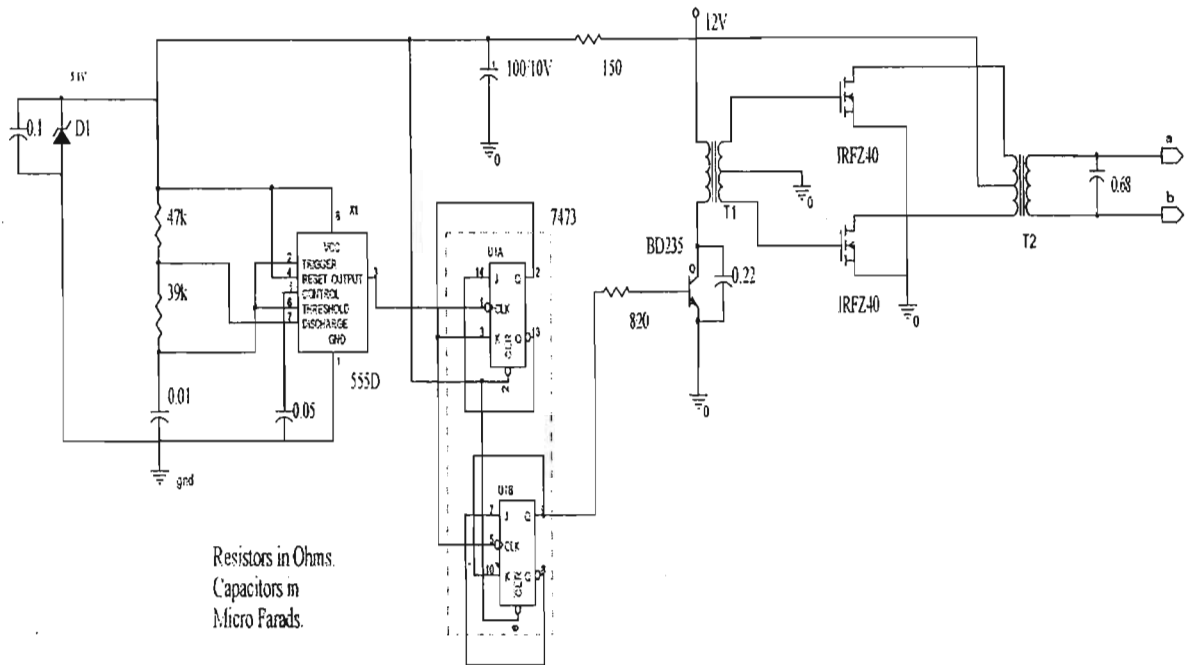 12V
100/10V
150
0.1
D1
IRFZ40
a
0.68
b
T2
T1
0
0
47k
8
X1
7473
BD235
VCC
2 TRIGGER
4 RESET OUTPUT 3
CONTROL
6 THRESHOLD
7 DISCHARGE
GND
1
555D
39k
U1A
14 J Q
1 CLK
3 K Q 13
CLR
2
820
Q
0.22
IRFZ40
0
0
0.01
0.05
gnd
U1B
7 J Q
5 CLK
10 K Q
CLR
Resistors in Ohms.
Capacitors in
Micro Farads.